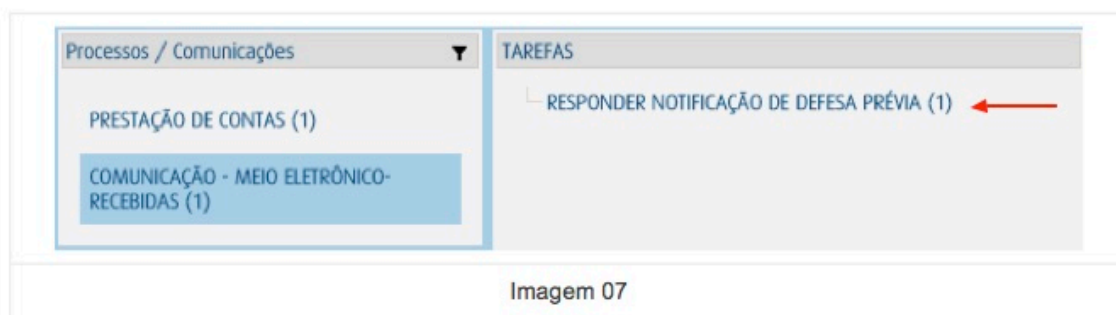 Processos / Comunicações
TAREFAS
RESPONDER NOTIFICAÇÃO DE DEFESA PRÉVIA (1)
PRESTAÇÃO DE CONTAS (1)
COMUNICAÇÃO - MEIO ELETRÔNICO-
RECEBIDAS (1)
Imagem 07